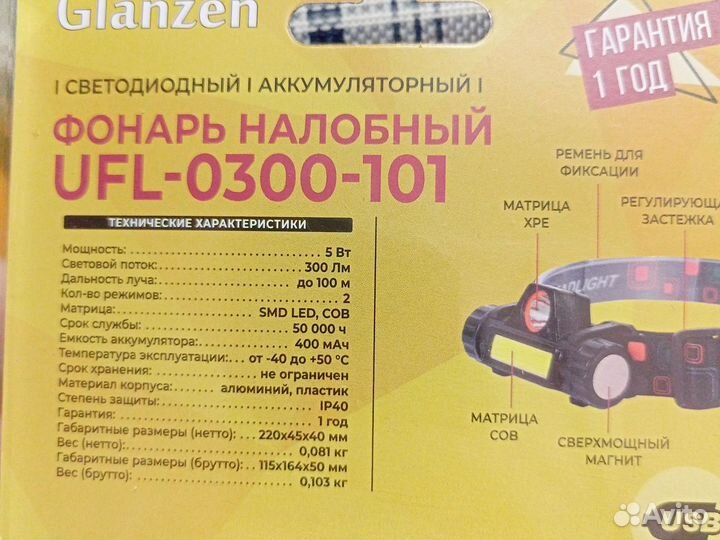 Glanzen
ГАРАНТИЯ
1 ГОД
I СВЕТОДИОДНЫЙ I АККУМУЛЯТОРНЫЙ I
ФОНАРЬ НАЛОБНЫЙ
UFL-0300-101
ТЕХНИЧЕСКИЕ ХАРАКТЕРИСТИКИ
Мощность: 5 Вт
Световой поток: 300 Лм
Дальность луча: до 100 м
Кол-во режимов: 2
Матрица: SMD LED, COB
Срок службы: 50 000 ч
Емкость аккумулятора: 400 мАч
Температура эксплуатации: от -40 до +50 °C
Срок хранения: не ограничен
Материал корпуса: алюминий, пластик
Степень защиты: IP40
Гарантия: 1 год
Габаритные размеры (нетто): 220х45х40 мм
Вес (нетто): 0,081 кг
Габаритные размеры (брутто): 115х164х50 мм
Вес (брутто): 0,103 кг
РЕМЕНЬ ДЛЯ
ФИКСАЦИИ
МАТРИЦА
XPE
РЕГУЛИРУЮЩА
ЗАСТЕЖКА
ADLIGHT
МАТРИЦА
COB
СВЕРХМОЩНЫЙ
МАГНИТ
USB
Avito